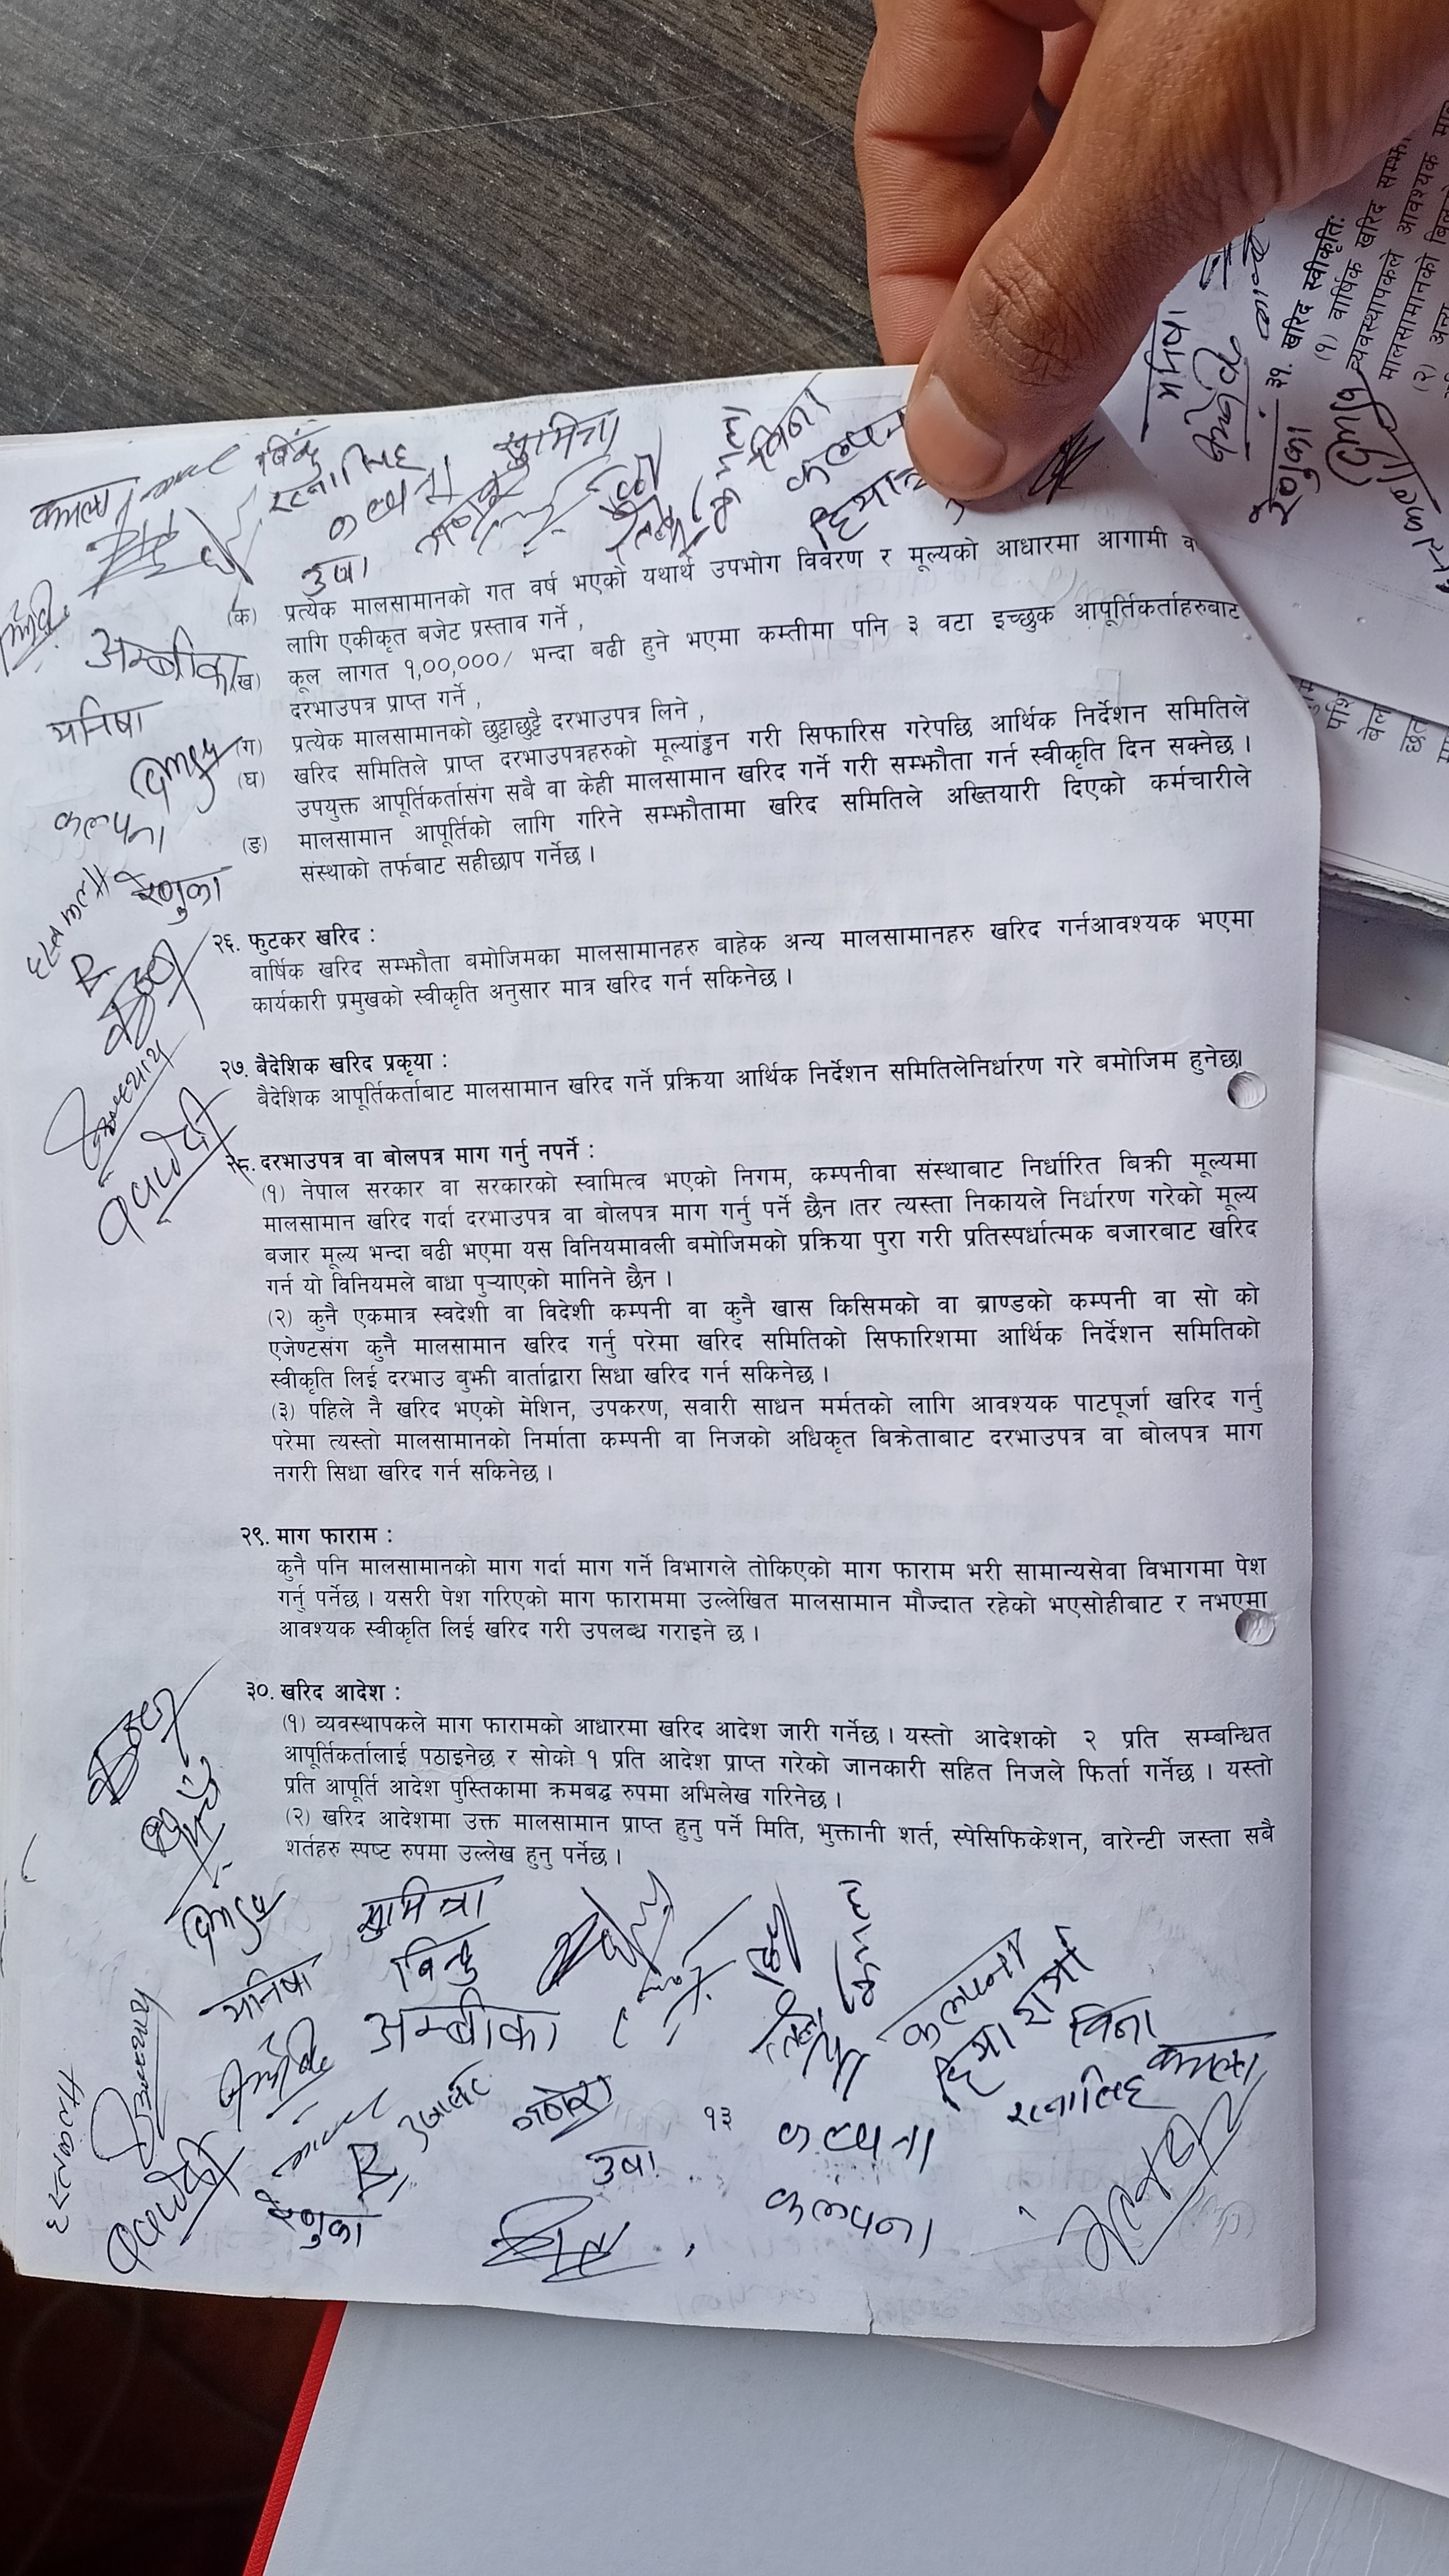 कमला
बिन्दु
रत्नासिंह
सुमित्रा
बिना
कल्पना
उषा
(क) प्रत्येक मालसामानको गत वर्ष भएको यथार्थ उपभोग विवरण र मूल्यको आधारमा आगामी
लागि एकीकृत बजेट प्रस्ताव गर्ने ,
अम्बीका
(ख) कूल लागत १,००,०००/ भन्दा बढी हुने भएमा कम्तीमा पनि ३ वटा इच्छुक आपूर्तिकर्ताहरुबाट
दरभाउपत्र प्राप्त गर्ने ,
मनिषा
(ग) प्रत्येक मालसामानको छुट्टाछुट्टै दरभाउपत्र लिने ,
(घ) खरिद समितिले प्राप्त दरभाउपत्रहरुको मूल्यांङ्कन गरी सिफारिस गरेपछि आर्थिक निर्देशन समितिले
उपयुक्त आपूर्तिकर्तासंग सबै वा केही मालसामान खरिद गर्ने गरी सम्झौता गर्न स्वीकृति दिन सक्नेछ ।
कल्पना
(ङ) मालसामान आपूर्तिको लागि गरिने सम्झौतामा खरिद समितिले अख्तियारी दिएको कर्मचारीले
संस्थाको तर्फबाट सहीछाप गर्नेछ ।
रेणुका
२६. फुटकर खरिद :
वार्षिक खरिद सम्झौता बमोजिमका मालसामानहरु बाहेक अन्य मालसामानहरु खरिद गर्नआवश्यक भएमा
कार्यकारी प्रमुखको स्वीकृति अनुसार मात्र खरिद गर्न सकिनेछ ।
२७. बैदेशिक खरिद प्रकृया :
बैदेशिक आपूर्तिकर्ताबाट मालसामान खरिद गर्ने प्रक्रिया आर्थिक निर्देशन समितिलेनिर्धारण गरे बमोजिम हुनेछ।
२८. दरभाउपत्र वा बोलपत्र माग गर्नु नपर्ने :
(१) नेपाल सरकार वा सरकारको स्वामित्व भएको निगम, कम्पनीवा संस्थाबाट निर्धारित बिक्री मूल्यमा
मालसामान खरिद गर्दा दरभाउपत्र वा बोलपत्र माग गर्नु पर्ने छैन ।तर त्यस्ता निकायले निर्धारण गरेको मूल्य
बजार मूल्य भन्दा बढी भएमा यस विनियमावली बमोजिमको प्रक्रिया पुरा गरी प्रतिस्पर्धात्मक बजारबाट खरिद
गर्न यो विनियमले बाधा पुर्‍याएको मानिने छैन ।
(२) कुनै एकमात्र स्वदेशी वा विदेशी कम्पनी वा कुनै खास किसिमको वा ब्राण्डको कम्पनी वा सो को
एजेण्टसंग कुनै मालसामान खरिद गर्नु परेमा खरिद समितिको सिफारिशमा आर्थिक निर्देशन समितिको
स्वीकृति लिई दरभाउ बुझी वार्ताद्वारा सिधा खरिद गर्न सकिनेछ ।
(३) पहिले नै खरिद भएको मेशिन, उपकरण, सवारी साधन मर्मतको लागि आवश्यक पाटपूर्जा खरिद गर्नु
परेमा त्यस्तो मालसामानको निर्माता कम्पनी वा निजको अधिकृत बिक्रेताबाट दरभाउपत्र वा बोलपत्र माग
नगरी सिधा खरिद गर्न सकिनेछ ।
२९. माग फाराम :
कुनै पनि मालसामानको माग गर्दा माग गर्ने विभागले तोकिएको माग फाराम भरी सामान्यसेवा विभागमा पेश
गर्नु पर्नेछ । यसरी पेश गरिएको माग फाराममा उल्लेखित मालसामान मौज्दात रहेको भएसोहीबाट र नभएमा
आवश्यक स्वीकृति लिई खरिद गरी उपलब्ध गराइने छ ।
३०. खरिद आदेश :
(१) व्यवस्थापकले माग फारामको आधारमा खरिद आदेश जारी गर्नेछ । यस्तो आदेशको २ प्रति सम्बन्धित
आपूर्तिकर्तालाई पठाइनेछ र सोको १ प्रति आदेश प्राप्त गरेको जानकारी सहित निजले फिर्ता गर्नेछ । यस्तो
प्रति आपूर्ति आदेश पुस्तिकामा क्रमबद्ध रुपमा अभिलेख गरिनेछ ।
(२) खरिद आदेशमा उक्त मालसामान प्राप्त हुनु पर्ने मिति, भुक्तानी शर्त, स्पेसिफिकेशन, वारेन्टी जस्ता सबै
शर्तहरु स्पष्ट रुपमा उल्लेख हुनु पर्नेछ ।
सुमित्रा
मनिषा बिन्दु
अम्बीका
कल्पना
बिना
कमला
रत्नासिंह
१३
उषा
रेणुका
कल्पना
मनिषा
रेणुका
३१. खरिद स्वीकृति:
(१) वार्षिक खरिद
व्यवस्थापकले आवश्यक
मालसामानको
(२) अन्य